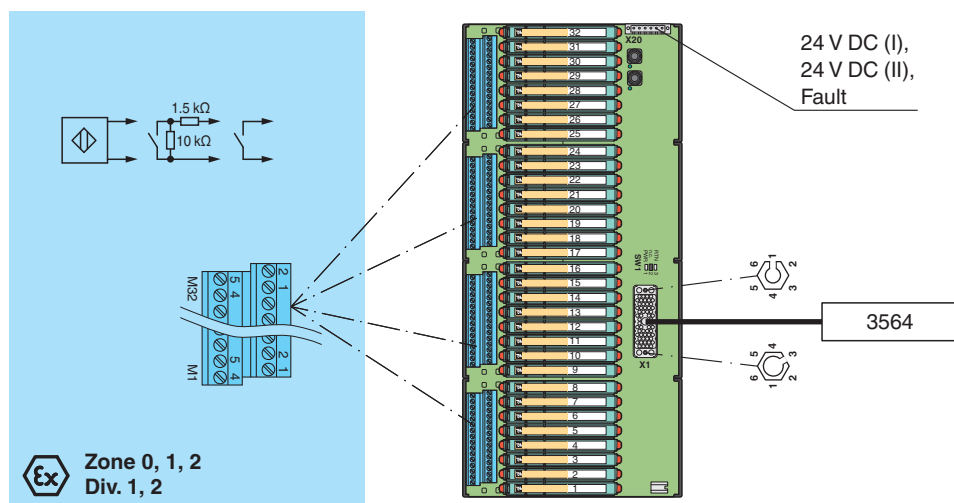 1.5 kΩ
10 kΩ
M32
5 4
2 1
5 4
2 1
M1
Ex
Zone 0, 1, 2
Div. 1, 2
X20
32
31
30
29
28
27
26
25
24
23
22
21
20
19
18
17
16
15
14
13
12
11
10
9
8
7
6
5
4
3
2
1
SW1
X1
24 V DC (I),
24 V DC (II),
Fault
6 1 2
5 4 3
3564
5 4 3
6 1 2